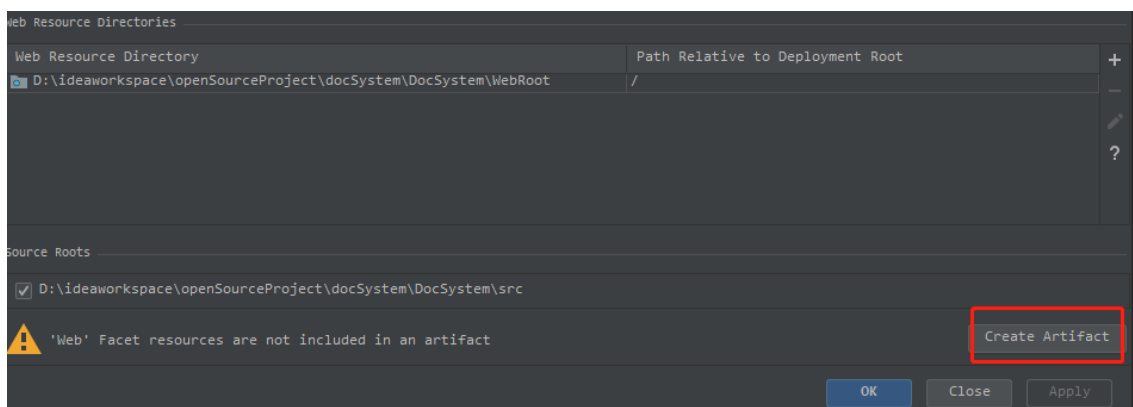 Web Resource Directories
Web Resource Directory Path Relative to Deployment Root
D:\ideaworkspace\openSourceProject\docSystem\DocSystem\WebRoot /
Source Roots
D:\ideaworkspace\openSourceProject\docSystem\DocSystem\src
'Web' Facet resources are not included in an artifact Create Artifact
OK Close Apply